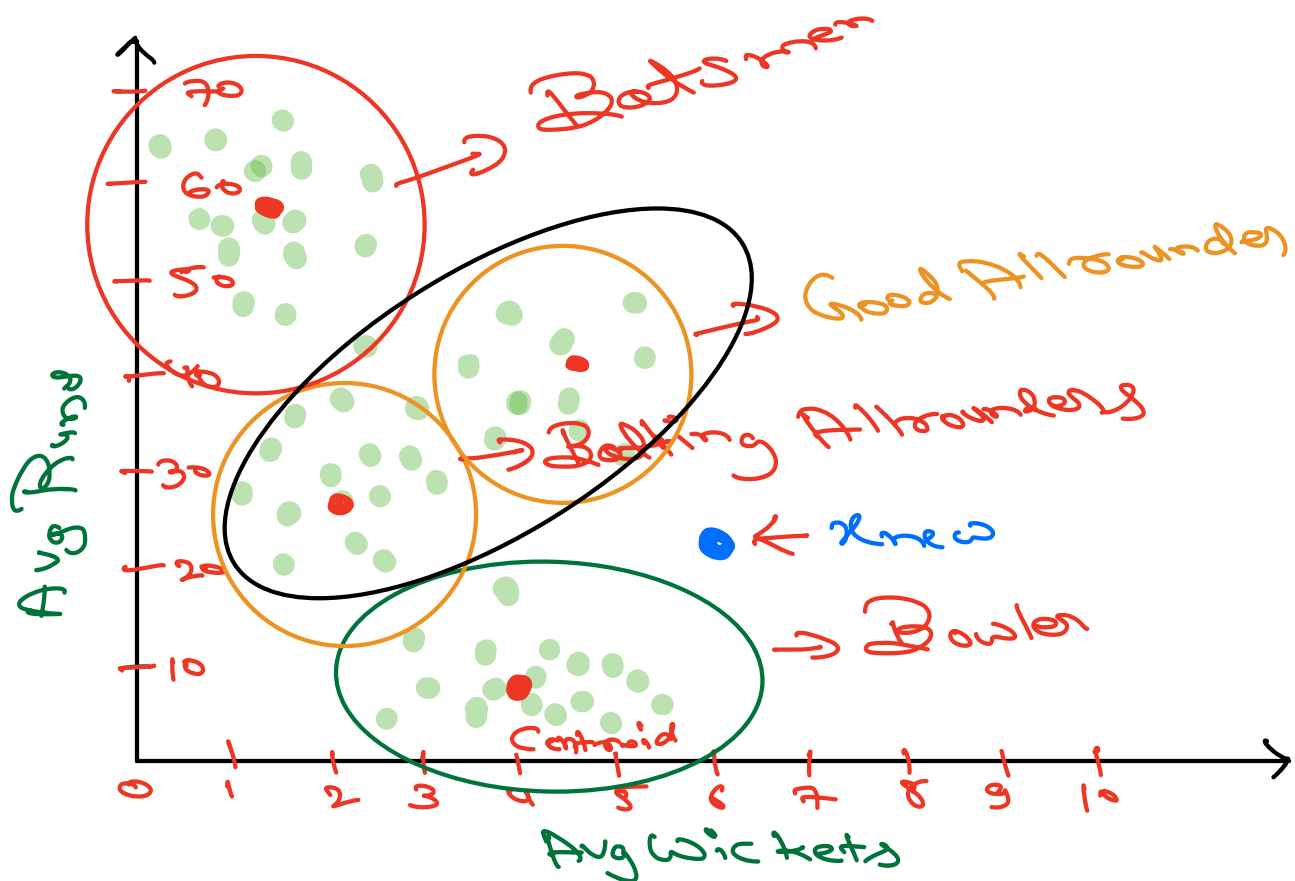 Batsmen
70
60
50
40
30
20
10
Avg Runs
Good Allrounder
Batting Allrounders
xnew
Bowler
Centroid
0 1 2 3 4 5 6 7 8 9 10
Avg Wickets